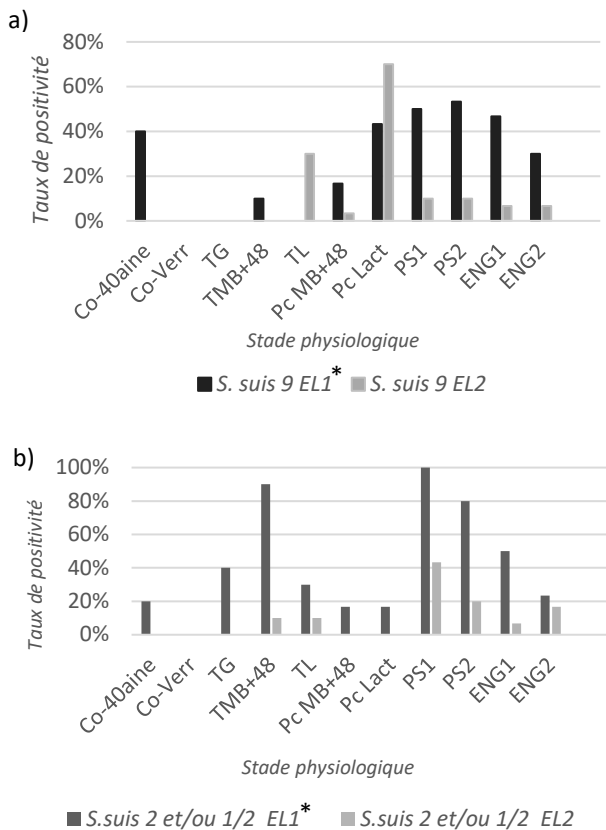 a)
Taux de positivité
80%
60%
40%
20%
0%
Co-40aine
Co-Verr
TG
TMB+48
TL
Pc MB+48
Pc Lact
PS1
PS2
ENG1
ENG2
Stade physiologique
S. suis 9 EL1* S. suis 9 EL2
b)
Taux de positivité
100%
80%
60%
40%
20%
0%
Co-40aine
Co-Verr
TG
TMB+48
TL
Pc MB+48
Pc Lact
PS1
PS2
ENG1
ENG2
Stade physiologique
S.suis 2 et/ou 1/2 EL1* S.suis 2 et/ou 1/2 EL2